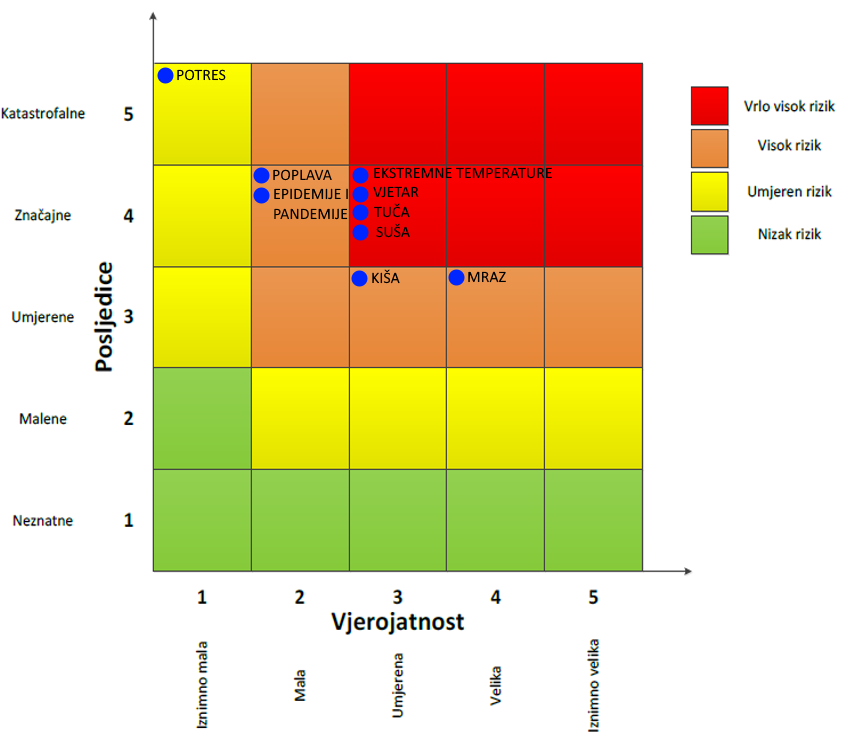 POTRES
Katastrofalne
5
POPLAVA
EPIDEMIJE I
PANDEMIJE
EKSTREMNE TEMPERATURE
VJETAR
TUČA
SUŠA
Značajne
4
KIŠA
MRAZ
Umjerene
3
Malene
2
Neznatne
1
Posljedice
1
2
3
4
5
Vjerojatnost
Iznimno mala
Mala
Umjerena
Velika
Iznimno velika
Vrlo visok rizik
Visok rizik
Umjeren rizik
Nizak rizik